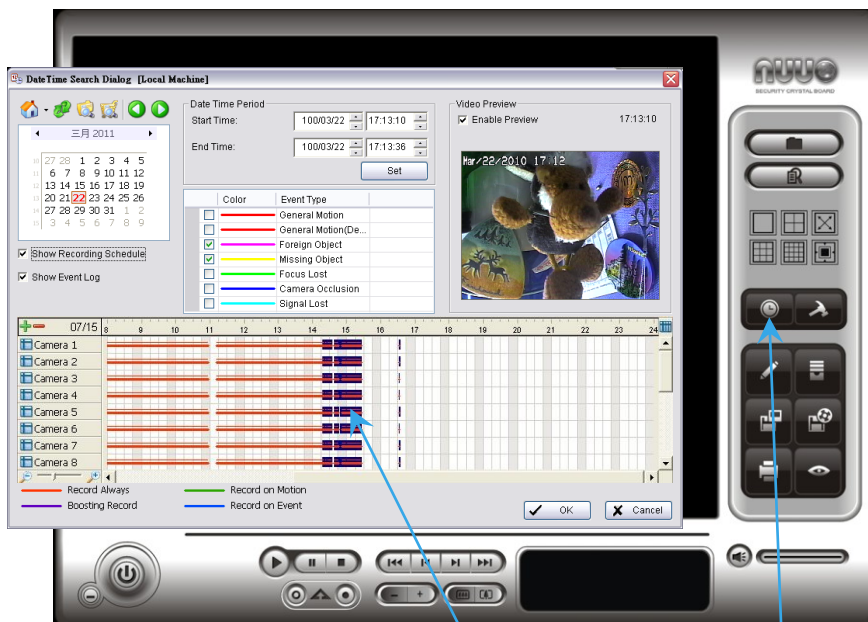 DateTime Search Dialog [Local Machine]
nuuo
SECURITY CRYSTAL BOARD
三月 2011
10 27 28 1 2 3 4 5
11 6 7 8 9 10 11 12
12 13 14 15 16 17 18 19
13 20 21 22 23 24 25 26
14 27 28 29 30 31 1 2
15 3 4 5 6 7 8 9
Show Recording Schedule
Show Event Log
Date Time Period
Start Time: 100/03/22 17:13:10
End Time: 100/03/22 17:13:36
Set
Color Event Type
General Motion
General Motion(De...
Foreign Object
Missing Object
Focus Lost
Camera Occlusion
Signal Lost
Video Preview
Enable Preview 17:13:10
Mar/22/2010 17 12
07/15 8 9 10 11 12 13 14 15 16 17 18 19 20 21 22 23 24
Camera 1
Camera 2
Camera 3
Camera 4
Camera 5
Camera 6
Camera 7
Camera 8
Record Always Record on Motion
Boosting Record Record on Event
OK Cancel